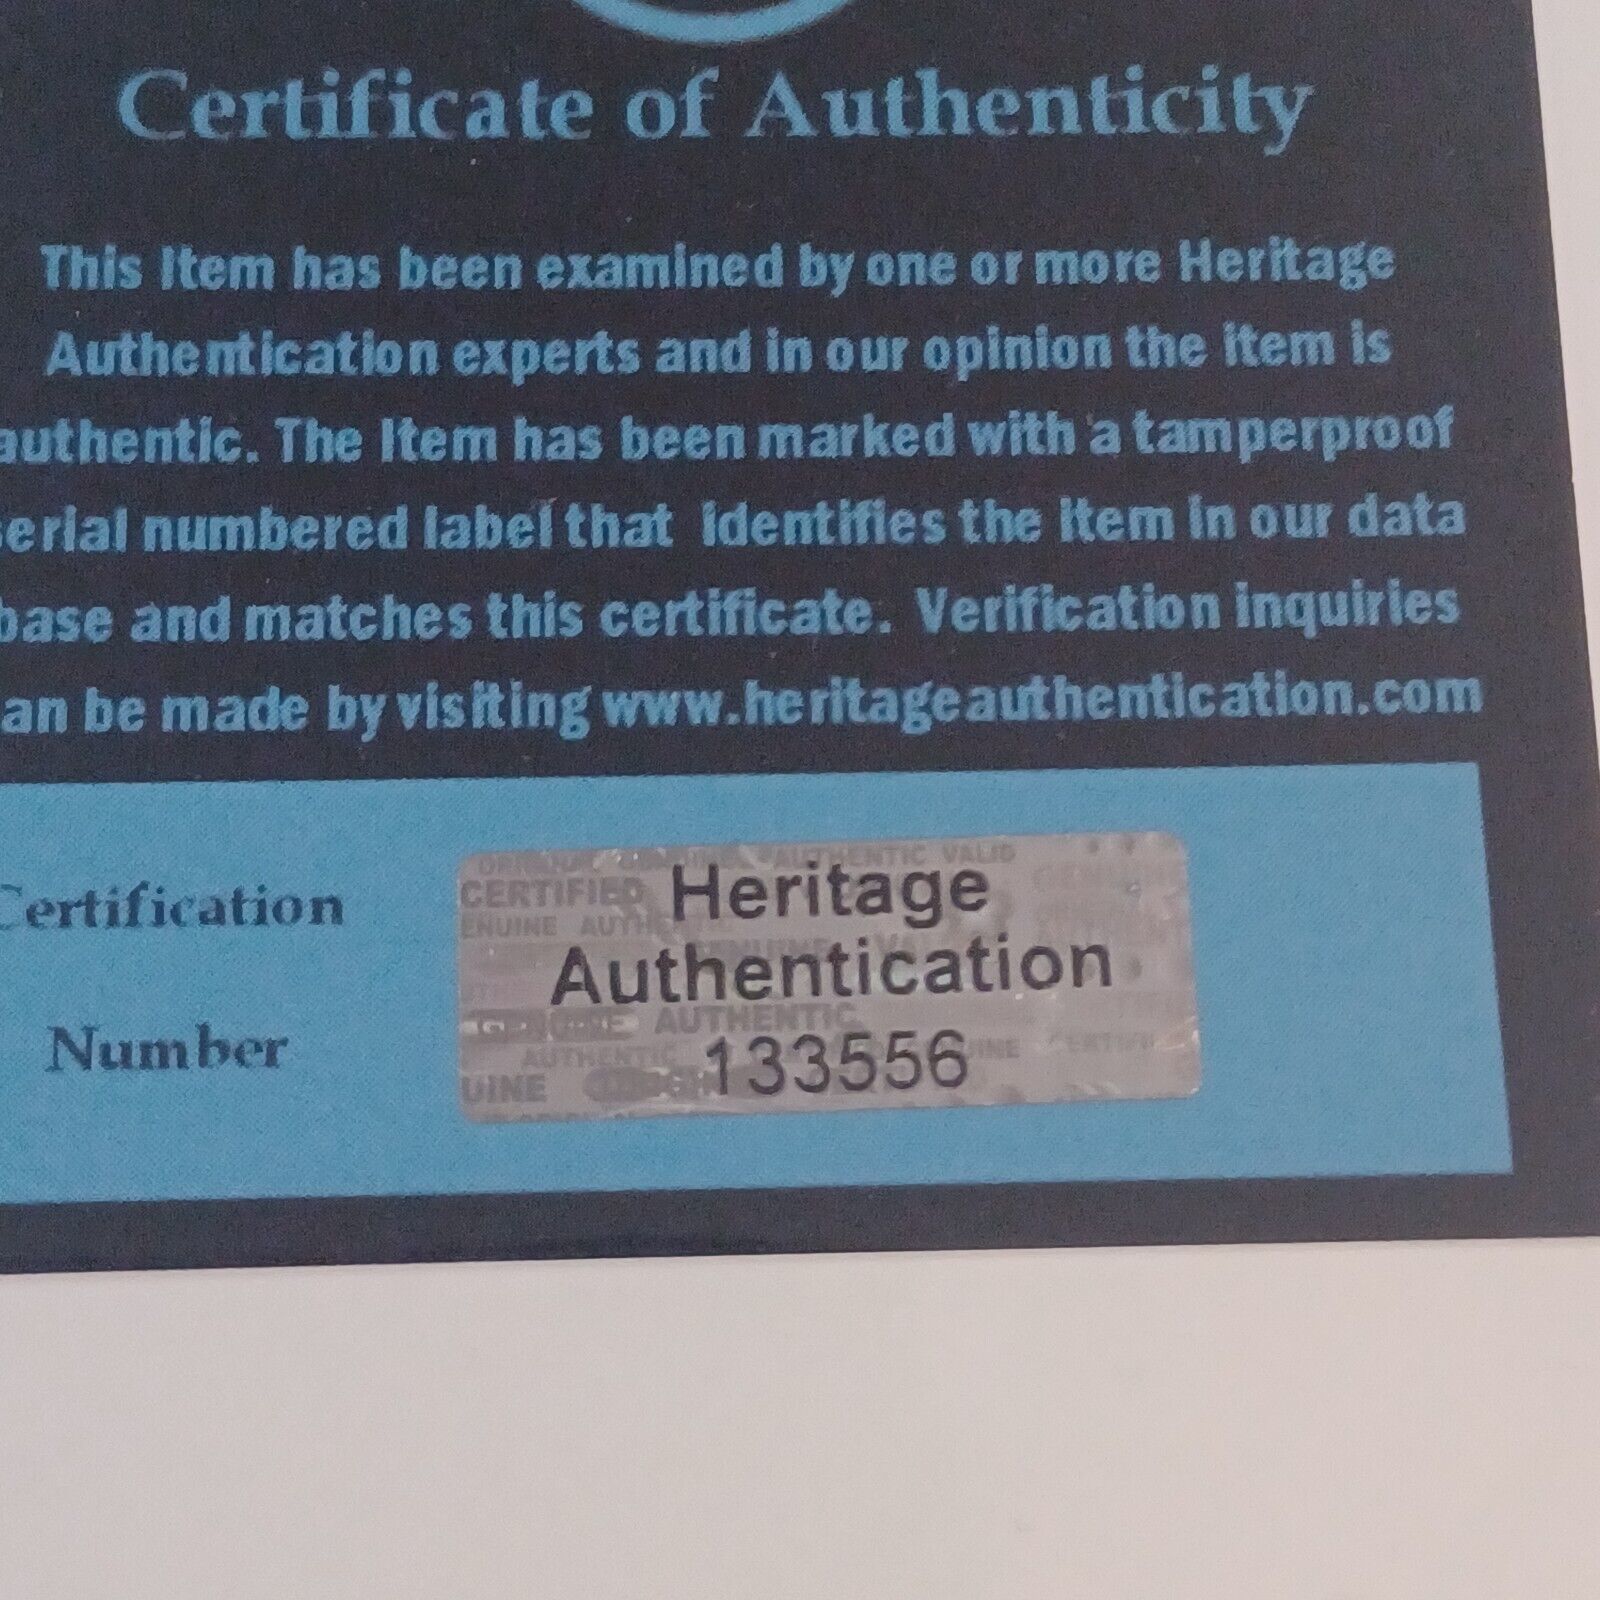 Certificate of Authenticity
This Item has been examined by one or more Heritage
Authentication experts and in our opinion the item is
authentic. The Item has been marked with a tamperproof
serial numbered label that identifies the item in our data
base and matches this certificate. Verification inquiries
an be made by visiting www.heritageauthentication.com
Certification
Number
AUTHENTIC VALID
CERTIFIED
Heritage
Authentication
AUTHENTIC
133556